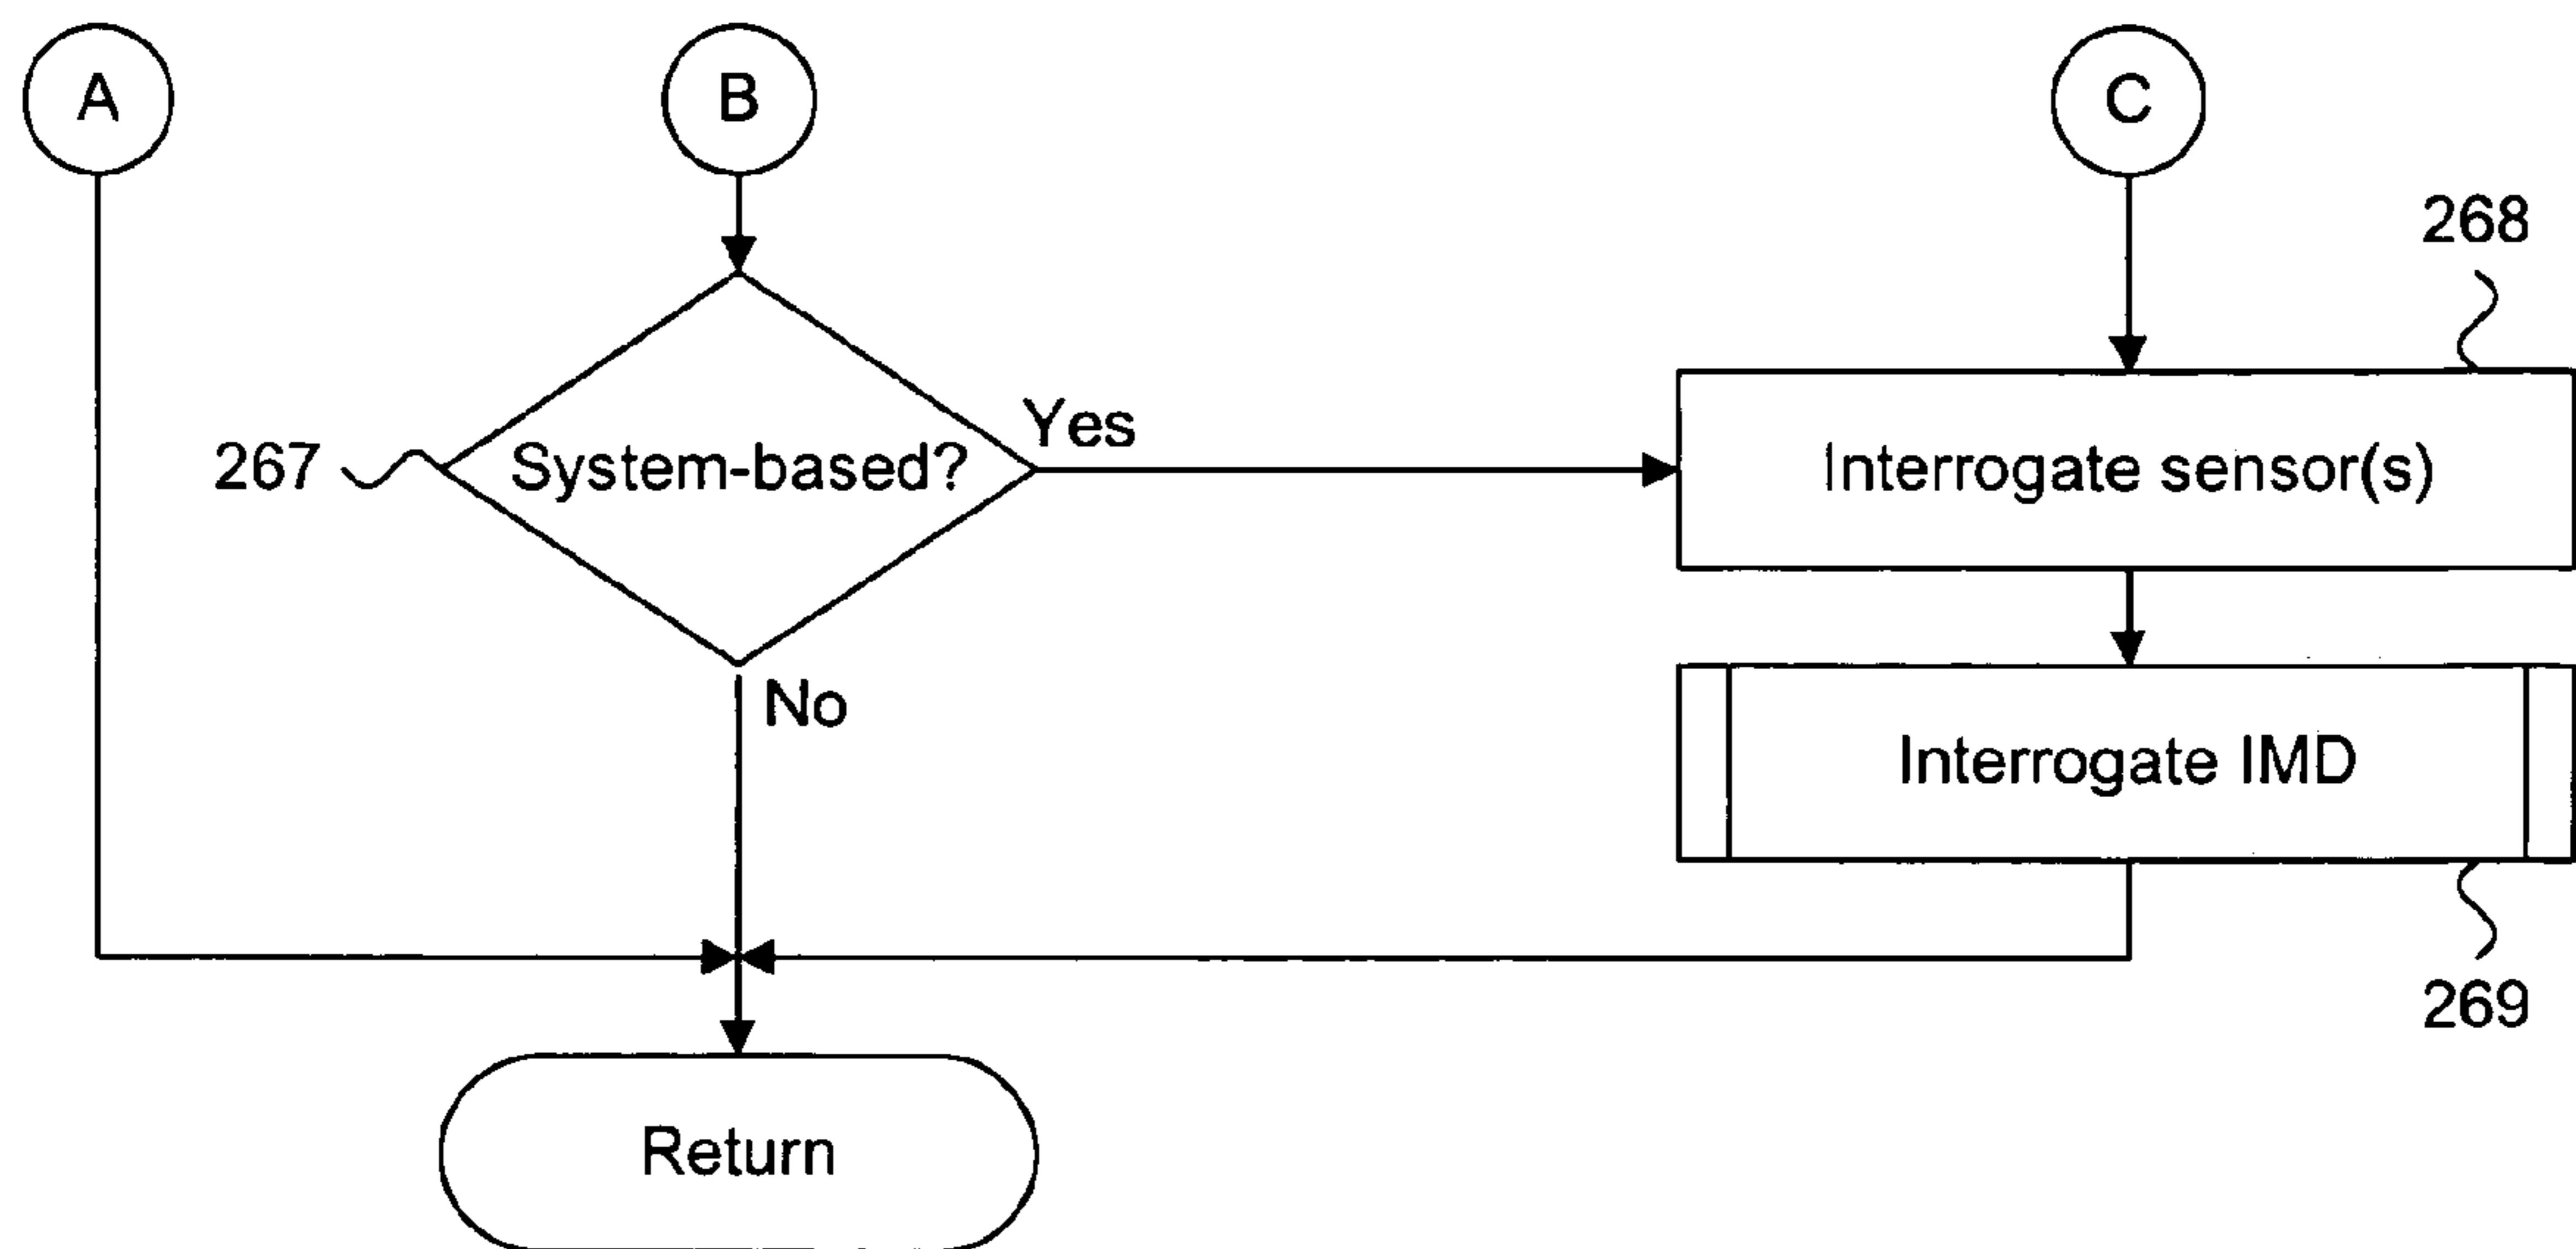 A
B
C
268
Yes
267
System-based?
Interrogate sensor(s)
No
Interrogate IMD
269
Return